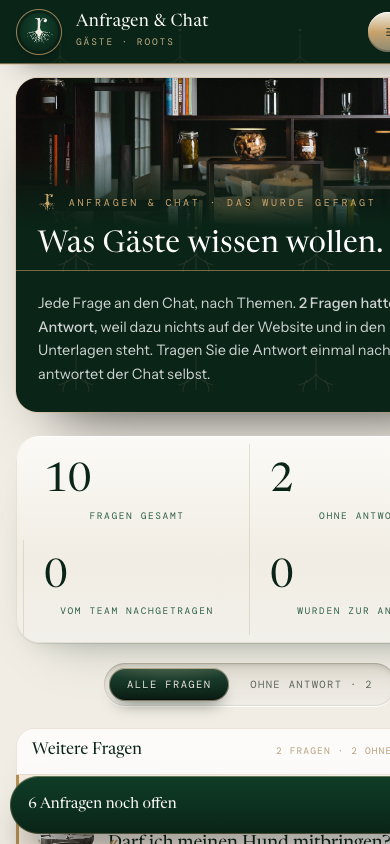 r
Anfragen & Chat
GÄSTE · ROOTS
r
ANFRAGEN & CHAT · DAS WURDE GEFRAGT
Was Gäste wissen wollen.
Jede Frage an den Chat, nach Themen. 2 Fragen hatte
Antwort, weil dazu nichts auf der Website und in den
Unterlagen steht. Tragen Sie die Antwort einmal nach
antwortet der Chat selbst.
10
FRAGEN GESAMT
2
OHNE ANTWO
0
VOM TEAM NACHGETRAGEN
0
WURDEN ZUR AN
ALLE FRAGEN
OHNE ANTWORT · 2
Weitere Fragen
2 FRAGEN · 2 OHNE
6 Anfragen noch offen
Darf ich meinen Hund mitbringen?